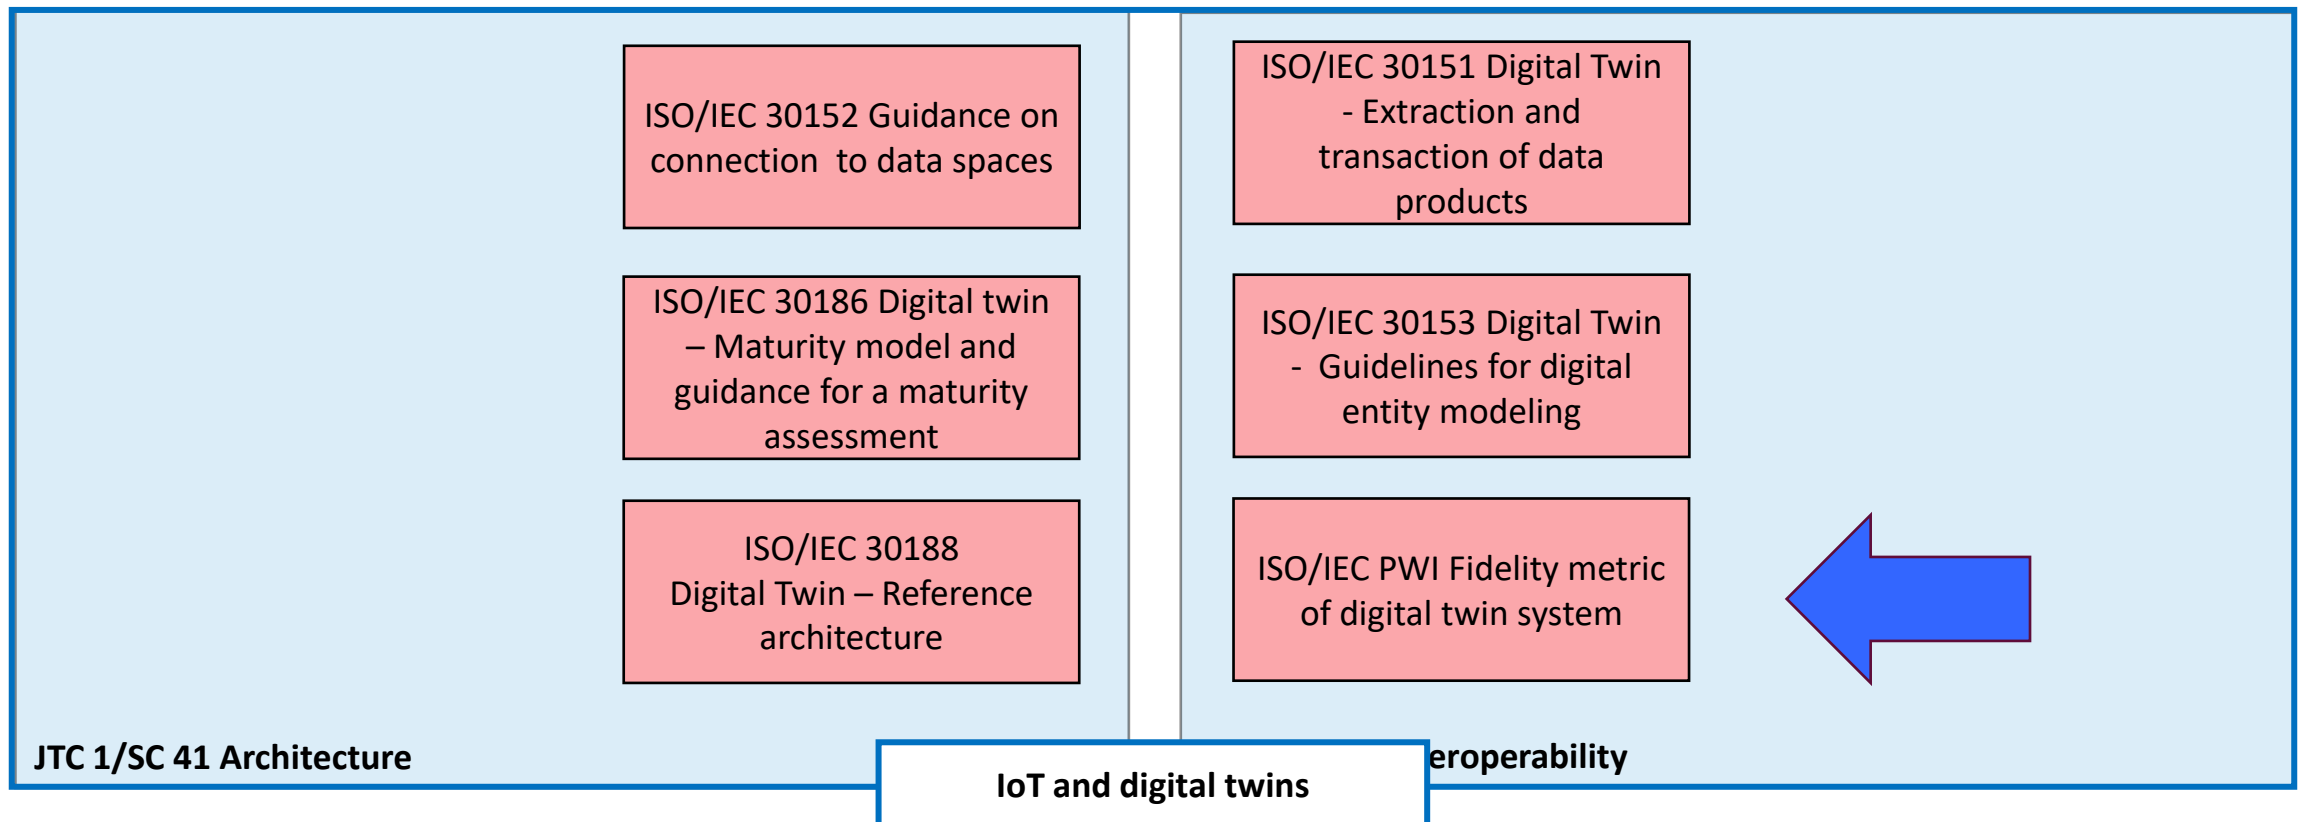 ISO/IEC 30152 Guidance on
connection  to data spaces
ISO/IEC 30186 Digital twin
– Maturity model and
guidance for a maturity
assessment
ISO/IEC 30188
Digital Twin – Reference
architecture
JTC 1/SC 41 Architecture
ISO/IEC 30151 Digital Twin
- Extraction and
transaction of data
products
ISO/IEC 30153 Digital Twin
-  Guidelines for digital
entity modeling
ISO/IEC PWI Fidelity metric
of digital twin system
eroperability
IoT and digital twins